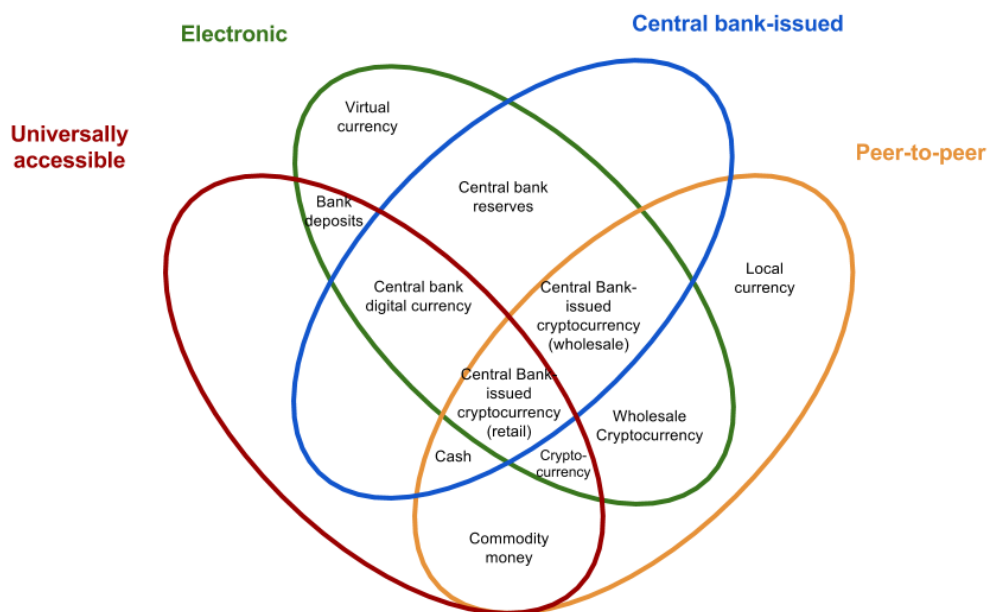 Electronic
Central bank-issued
Universally
accessible
Peer-to-peer
Virtual
currency
Bank
deposits
Central bank
reserves
Local
currency
Central bank
digital currency
Central Bank-
issued
cryptocurrency
(wholesale)
Central Bank-
issued
cryptocurrency
(retail)
Wholesale
Cryptocurrency
Cash
Crypto-
currency
Commodity
money